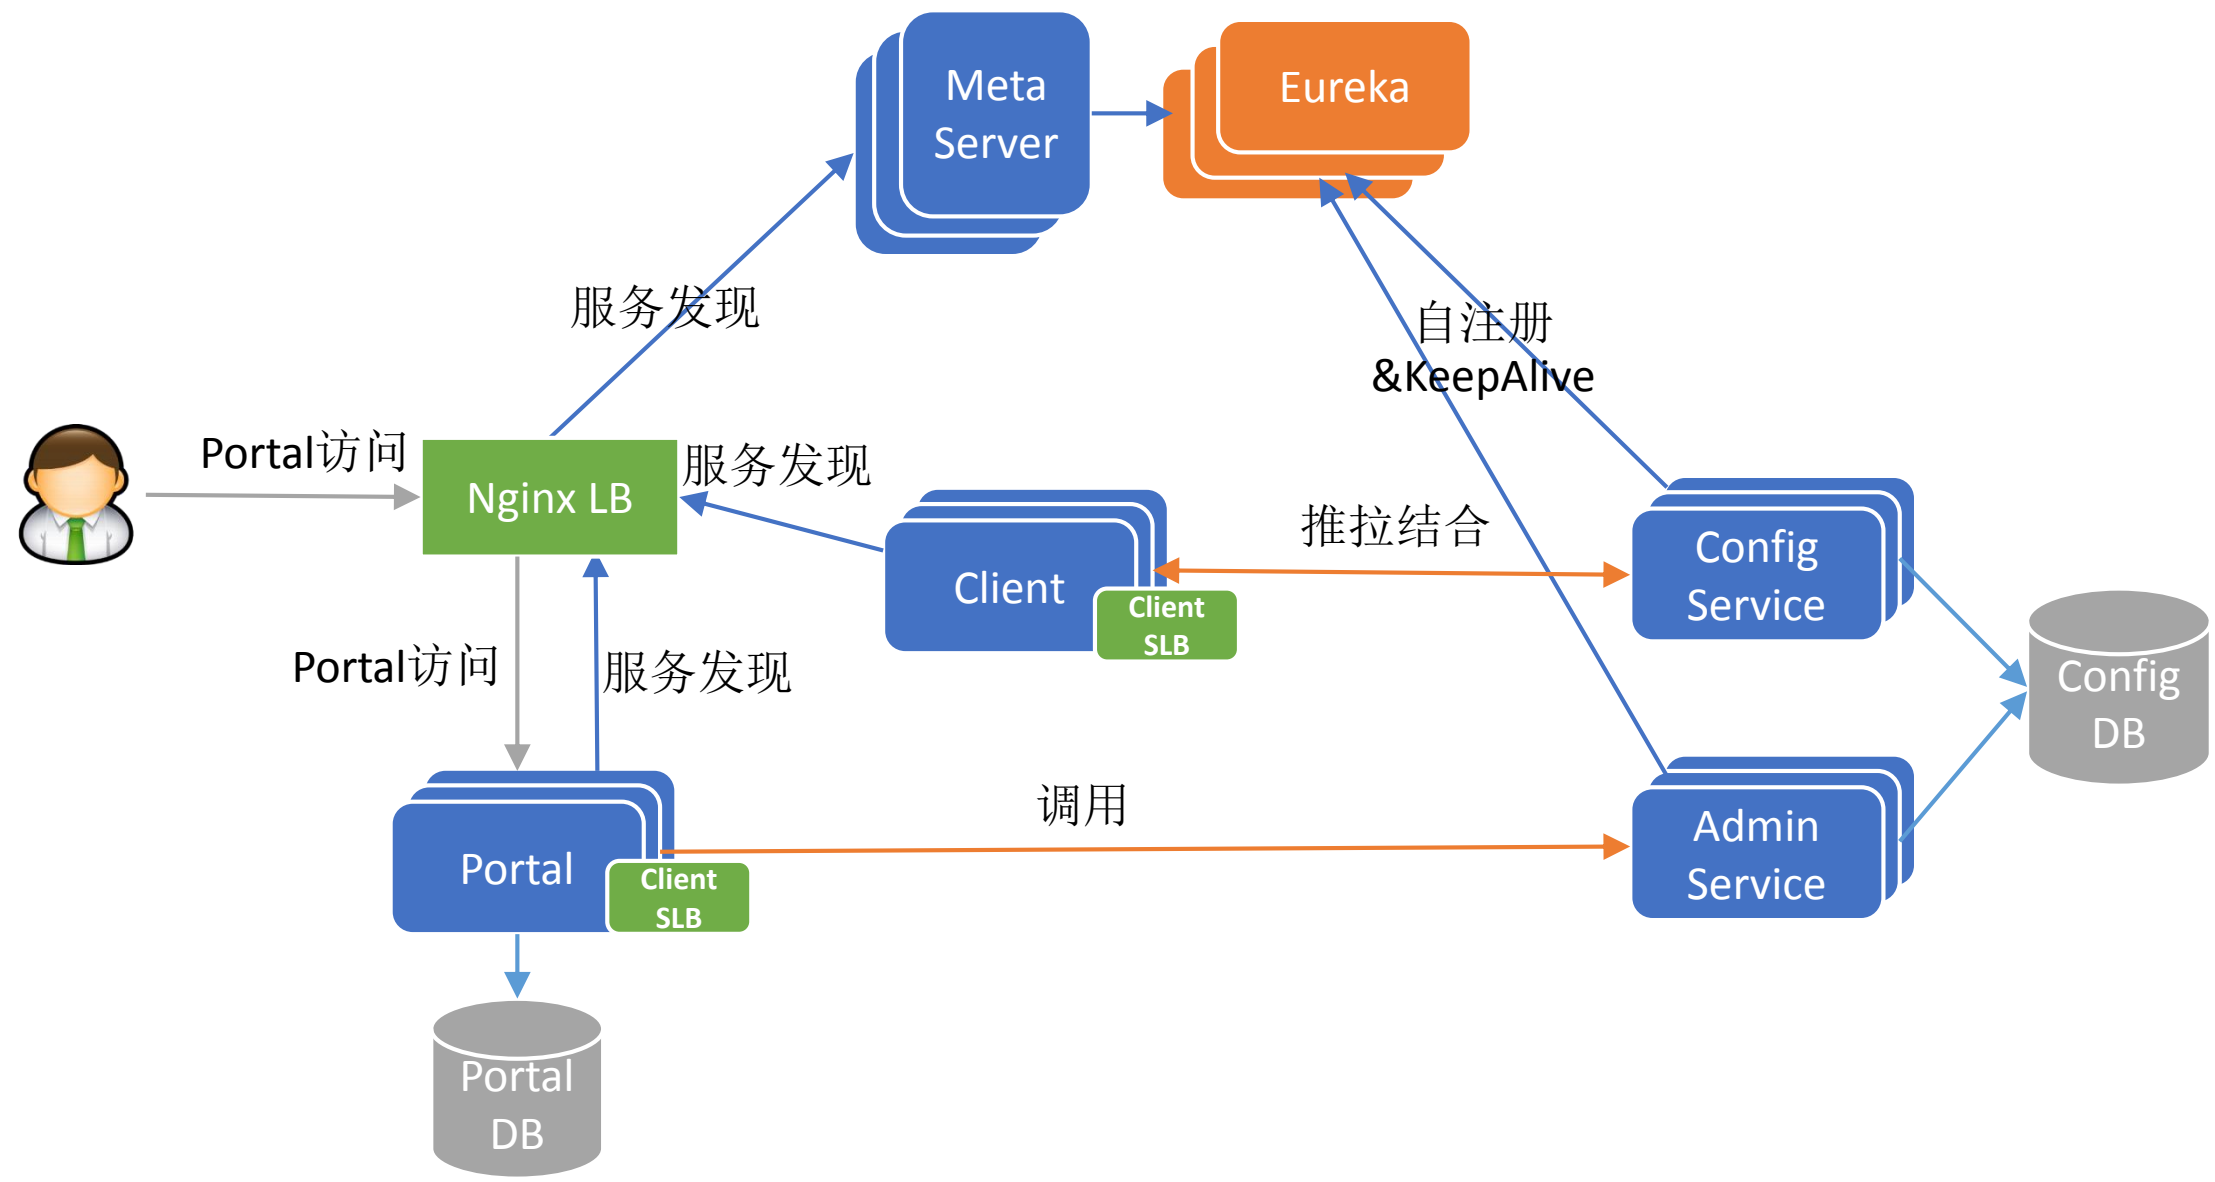 Meta
Server
Eureka
服务发现
自注册
&KeepAlive
Portal访问
Nginx LB
服务发现
Client
Client
SLB
推拉结合
Config
Service
Config
DB
Portal访问
服务发现
调用
Portal
Client
SLB
Admin
Service
Portal
DB